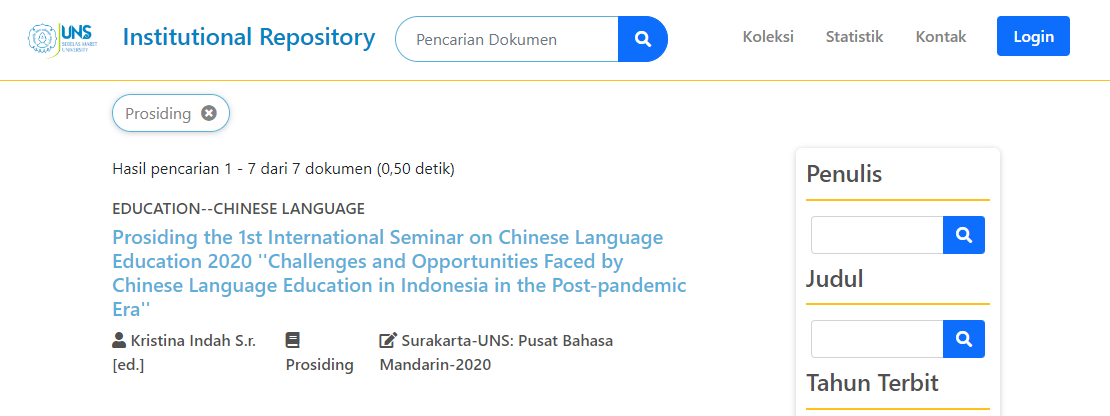 UNS
SEBELAS MARET
UNIVERSITY
Institutional Repository
Pencarian Dokumen
Koleksi
Statistik
Kontak
Login
Prosiding
Hasil pencarian 1 - 7 dari 7 dokumen (0,50 detik)
EDUCATION--CHINESE LANGUAGE
Prosiding the 1st International Seminar on Chinese Language
Education 2020 ''Challenges and Opportunities Faced by
Chinese Language Education in Indonesia in the Post-pandemic
Era''
Kristina Indah S.r.
[ed.]
Prosiding
Surakarta-UNS: Pusat Bahasa
Mandarin-2020
Penulis
Judul
Tahun Terbit